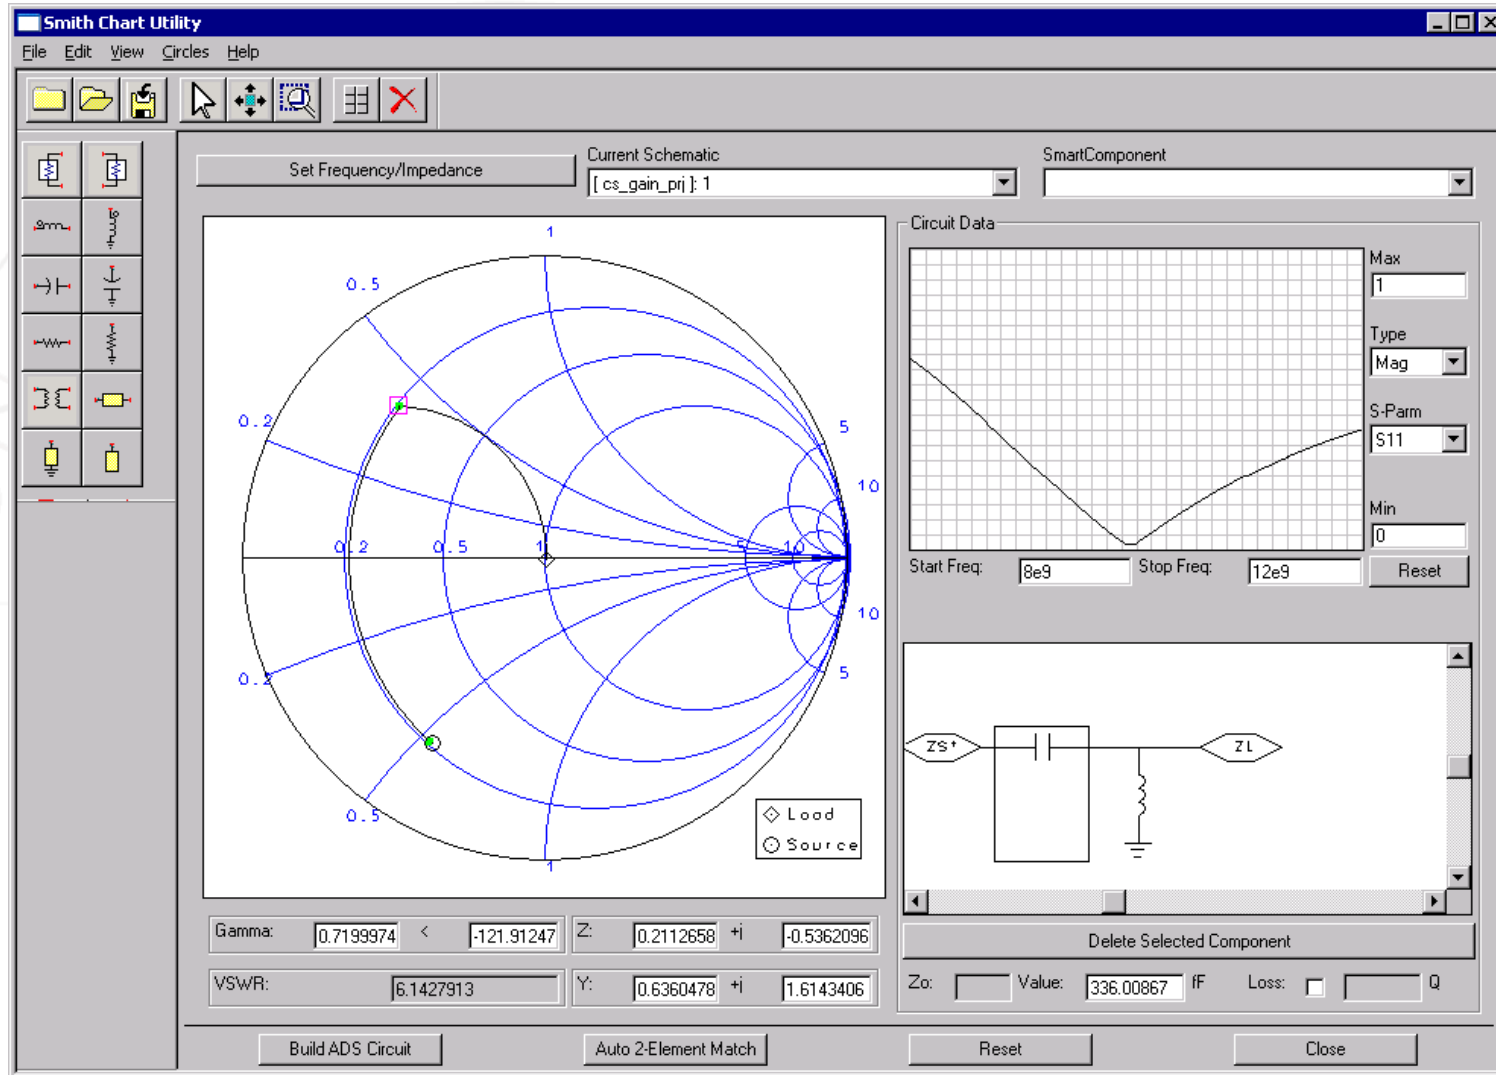 Smith Chart Utility
File Edit View Circles Help
Set Frequency/Impedance
Current Schematic
[ cs_gain_prj ]: 1
SmartComponent
1
0.5
0.2
5
10
0.2 0.5 1 5 10
10
5
0.2
0.5
1
Load
Source
Circuit Data
Max
1
Type
Mag
S-Parm
S11
Min
0
Start Freq: 8e9 Stop Freq: 12e9 Reset
ZS* ZL
Delete Selected Component
Gamma: 0.7199974 < -121.91247 Z: 0.2112658 +j -0.5362096
VSWR: 6.1427913 Y: 0.6360478 +j 1.6143406
Zo: Value: 336.00867 fF Loss: Q
Build ADS Circuit Auto 2-Element Match Reset Close